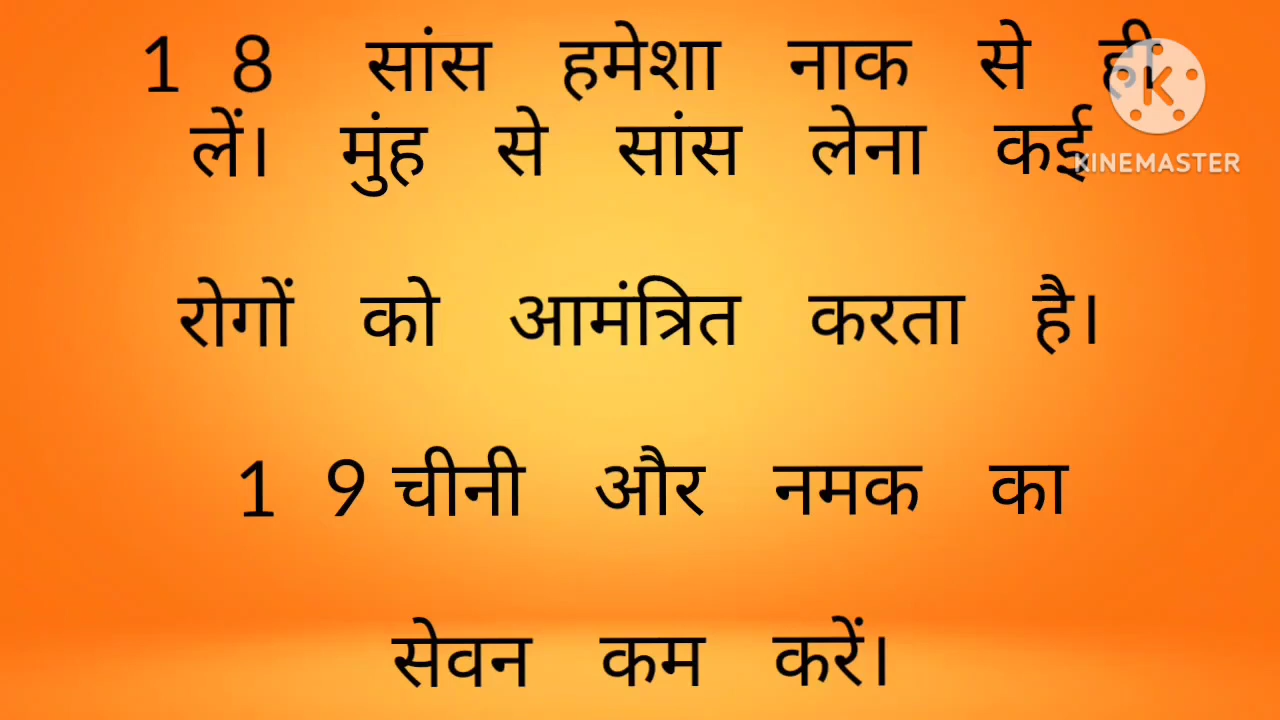 1 8 सांस हमेशा नाक से ही
लें। मुंह से सांस लेना कई
KINEMASTER
रोगों को आमंत्रित करता है।
1 9 चीनी और नमक का
सेवन कम करें।